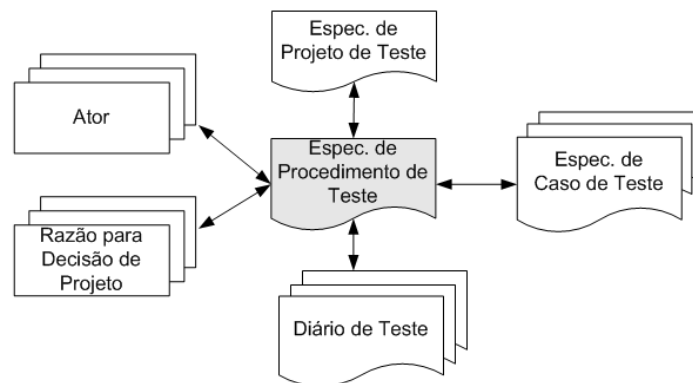 Espec. de
Projeto de Teste
Ator
Espec. de
Procedimento de
Teste
Espec. de
Caso de Teste
Razão para
Decisão de
Projeto
Diário de Teste